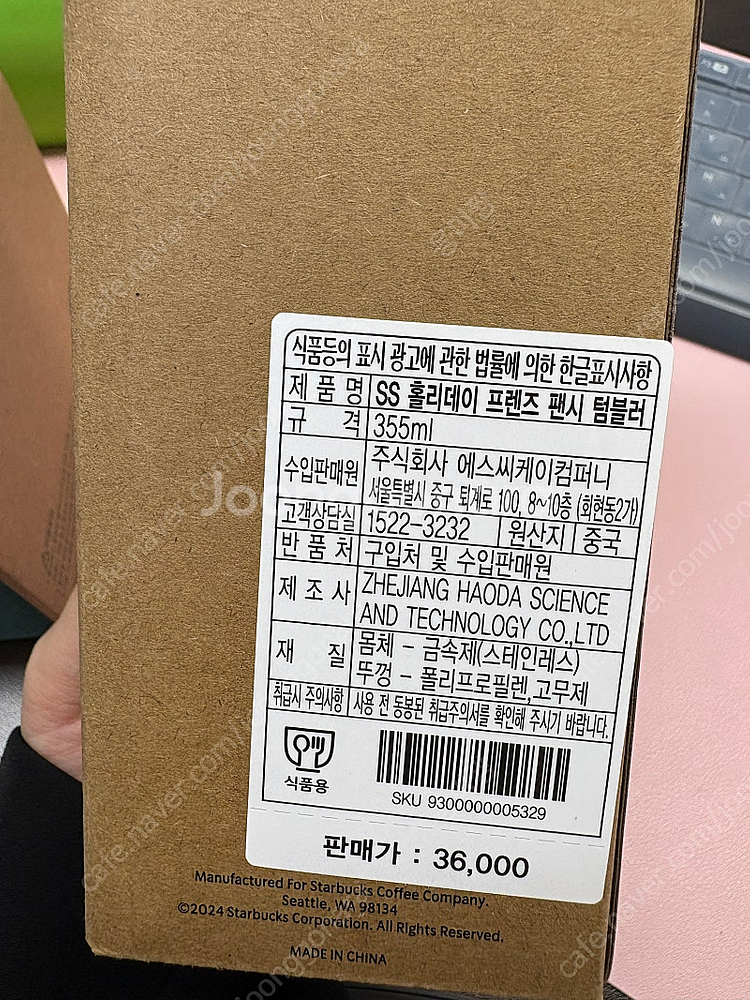 식품등의 표시 광고에 관한 법률에 의한 한글표시사항
제 품 명 SS 홀리데이 프렌즈 팬시 텀블러
규 격 355ml
수입판매원 주식회사 에스씨케이컴퍼니
서울특별시 중구 퇴계로 100, 8~10층 (회현동2가)
고객상담실 1522-3232 원산지 중국
반 품 처 구입처 및 수입판매원
제 조 사 ZHEJIANG HAODA SCIENCE
AND TECHNOLOGY CO.,LTD
재 질 몸체 - 금속제(스테인레스)
뚜껑 - 폴리프로필렌,고무제
취급시 주의사항 사용 전 동봉된 취급주의서를 확인해 주시기 바랍니다.
식품용
SKU 9300000005329
판매가 : 36,000
Manufactured For Starbucks Coffee Company.
Seattle, WA 98134
©2024 Starbucks Corporation. All Rights Reserved.
MADE IN CHINA